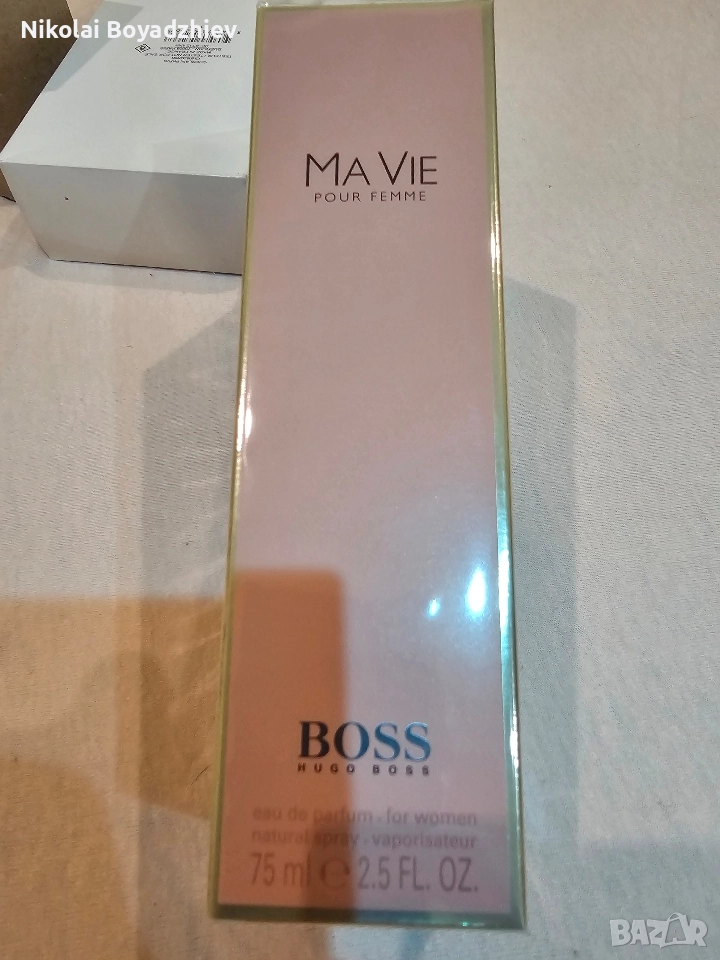 Nikolai Boyadzhiev
MA VIE
POUR FEMME
BOSS
HUGO BOSS
eau de parfum - for women
natural spray - vaporisateur
75 ml e 2.5 FL. OZ.
BAZAR